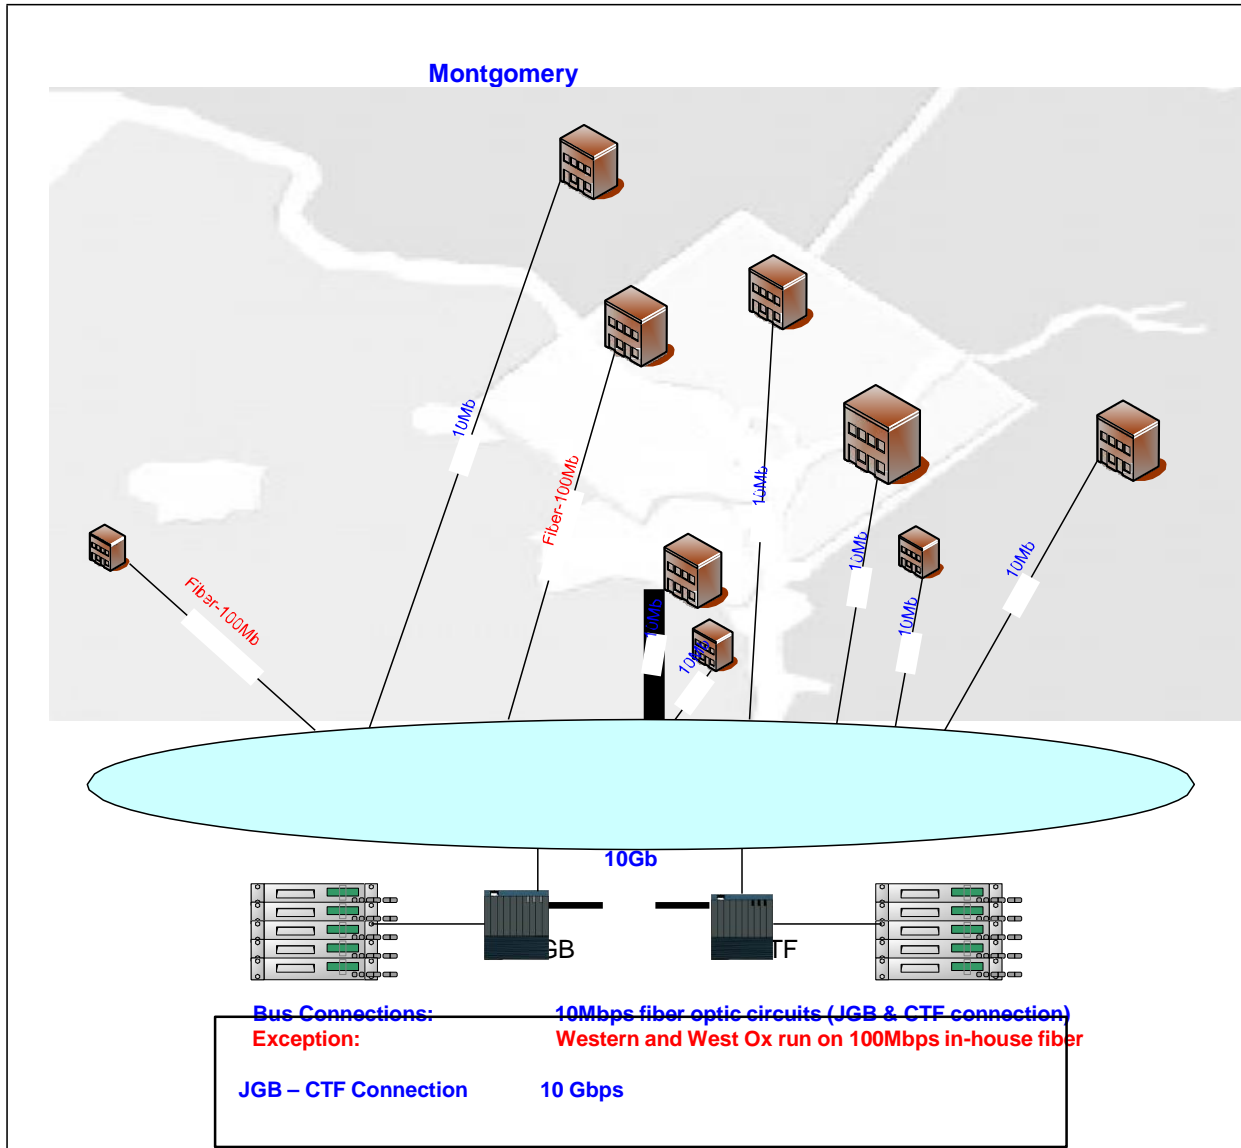 Montgomery
10Mb
Fiber-100Mb
10Mb
10Mb
10Mb
10Mb
Fiber-100Mb
10Mb
10Mb
10Gb
GB
TF
Bus Connections: 10Mbps fiber optic circuits (JGB & CTF connection)
Exception: Western and West Ox run on 100Mbps in-house fiber
JGB – CTF Connection 10 Gbps